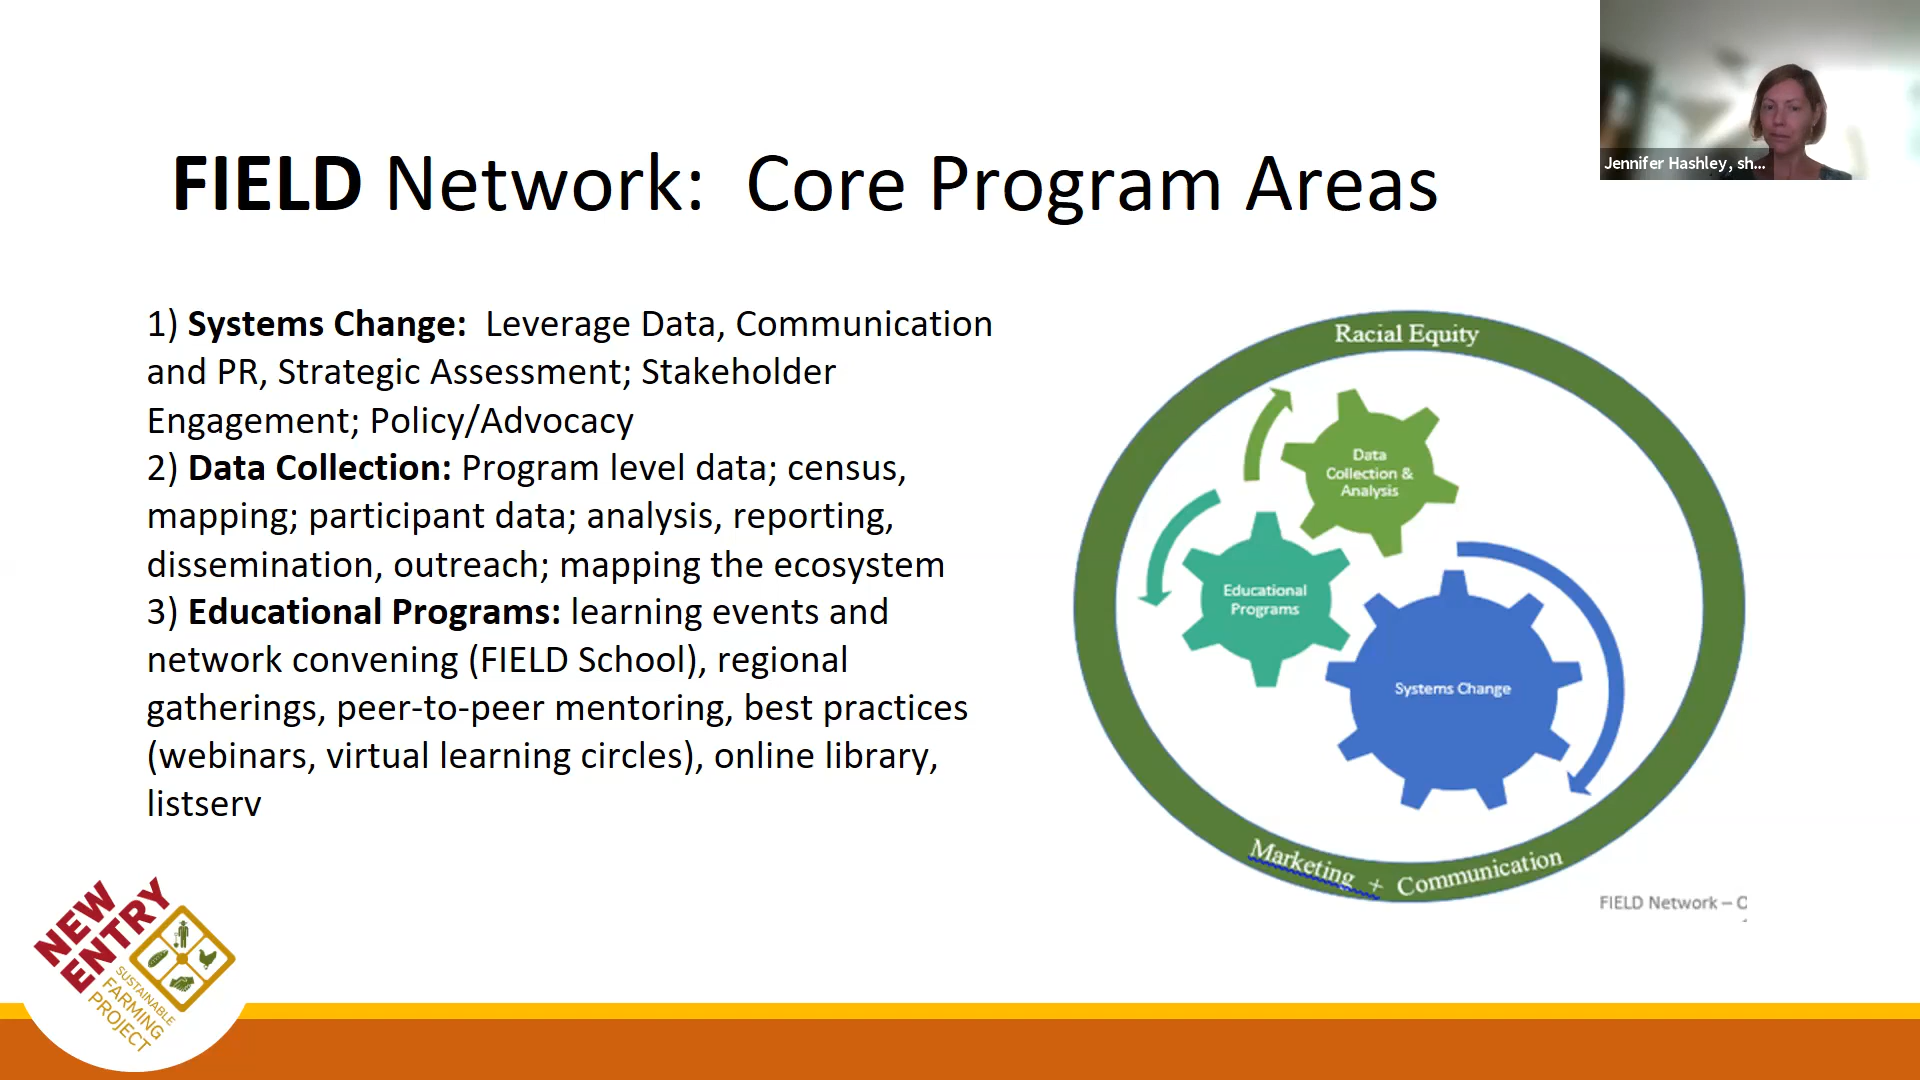 Jennifer Hashley, sh...
FIELD Network:  Core Program Areas
1) Systems Change:  Leverage Data, Communication
and PR, Strategic Assessment; Stakeholder
Engagement; Policy/Advocacy
2) Data Collection: Program level data; census,
mapping; participant data; analysis, reporting,
dissemination, outreach; mapping the ecosystem
3) Educational Programs: learning events and
network convening (FIELD School), regional
gatherings, peer-to-peer mentoring, best practices
(webinars, virtual learning circles), online library,
listserv
Racial Equity
Data
Collection &
Analysis
Educational
Programs
Systems Change
Marketing + Communication
FIELD Network –
NEW
ENTRY
SUSTAINABLE
FARMING
PROJECT